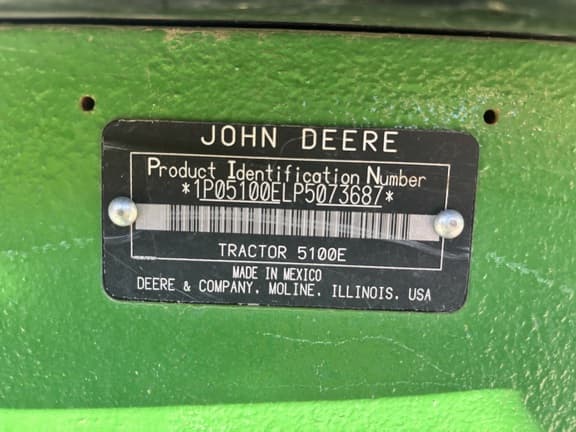 JOHN DEERE
Product Identification Number
*1P05100ELP5073687*
TRACTOR 5100E
MADE IN MEXICO
DEERE & COMPANY, MOLINE, ILLINOIS, USA